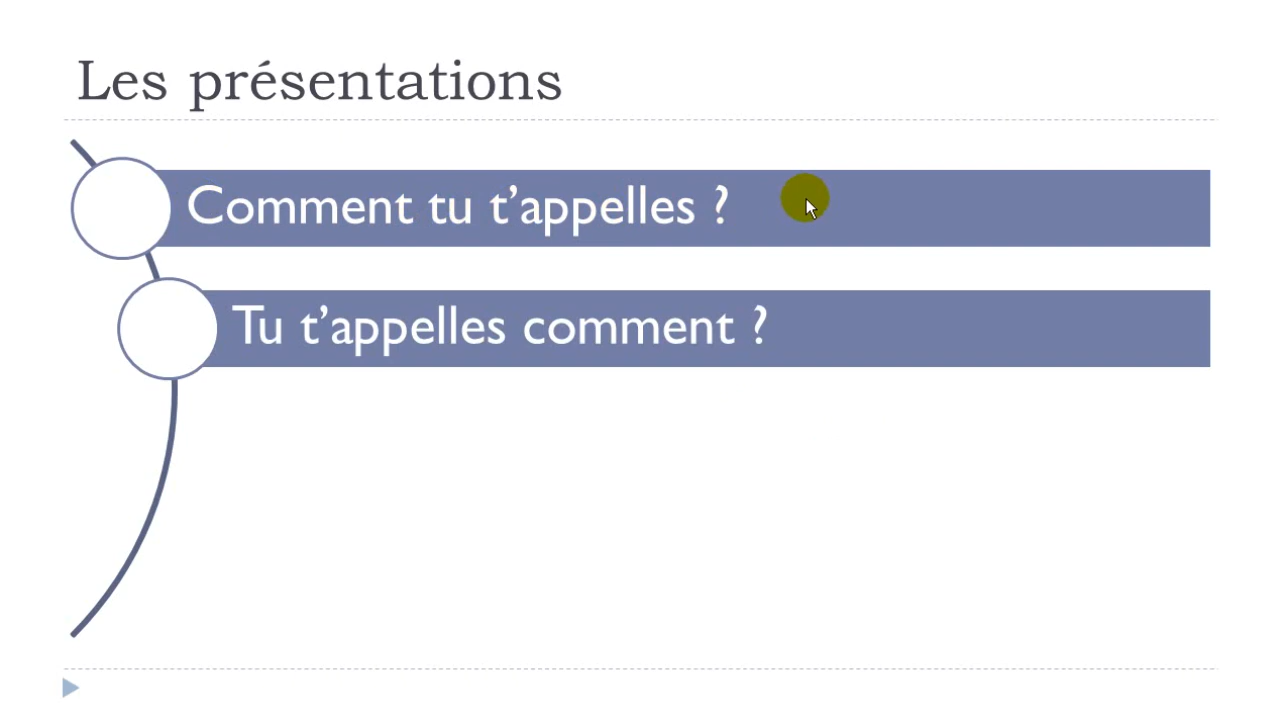 Les présentations
Comment tu t’appelles ?
Tu t’appelles comment ?